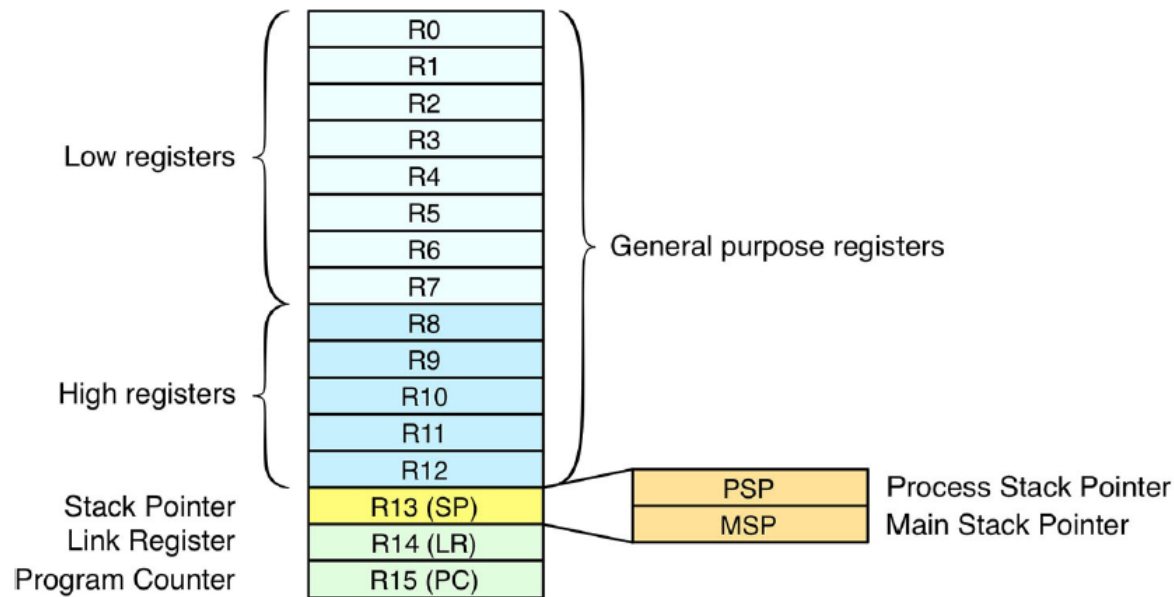 R0
R1
R2
R3
Low registers
R4
R5
R6
General purpose registers
R7
R8
R9
High registers
R10
R11
R12
PSP
Process Stack Pointer
Stack Pointer
R13 (SP)
MSP
Main Stack Pointer
Link Register
R14 (LR)
Program Counter
R15 (PC)